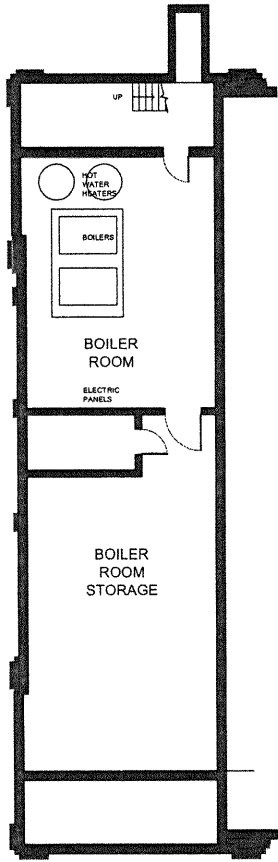 UP
HOT
WATER
HEATERS
BOILERS
BOILER
ROOM
ELECTRIC
PANELS
BOILER
ROOM
STORAGE